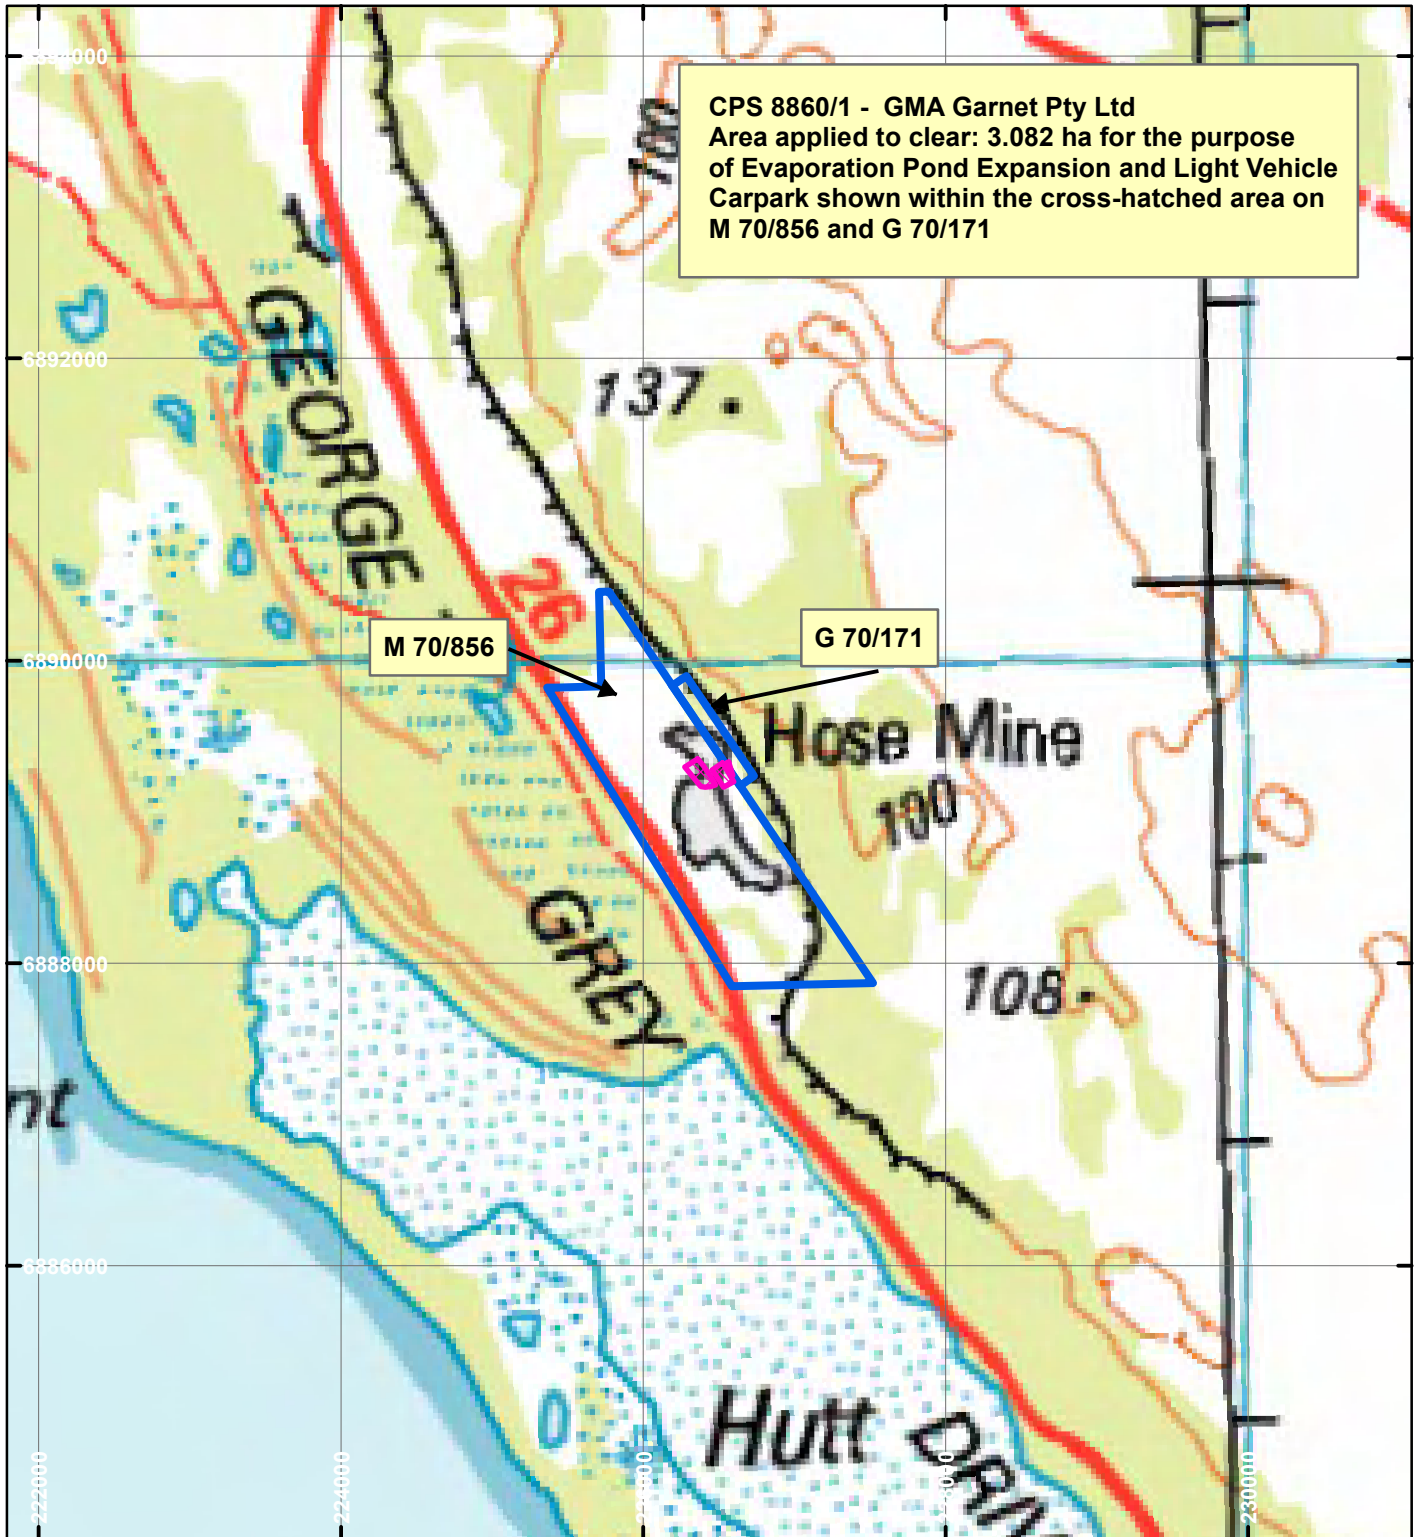 CPS 8860/1 - GMA Garnet Pty Ltd
Area applied to clear: 3.082 ha for the purpose
of Evaporation Pond Expansion and Light Vehicle
Carpark shown within the cross-hatched area on
M 70/856 and G 70/171
6892000
137
GEORGE
26
M 70/856
G 70/171
6890000
Hose Mine
190
GREY
6888000
108
nt
6886000
Hutt
222000
224000
230000